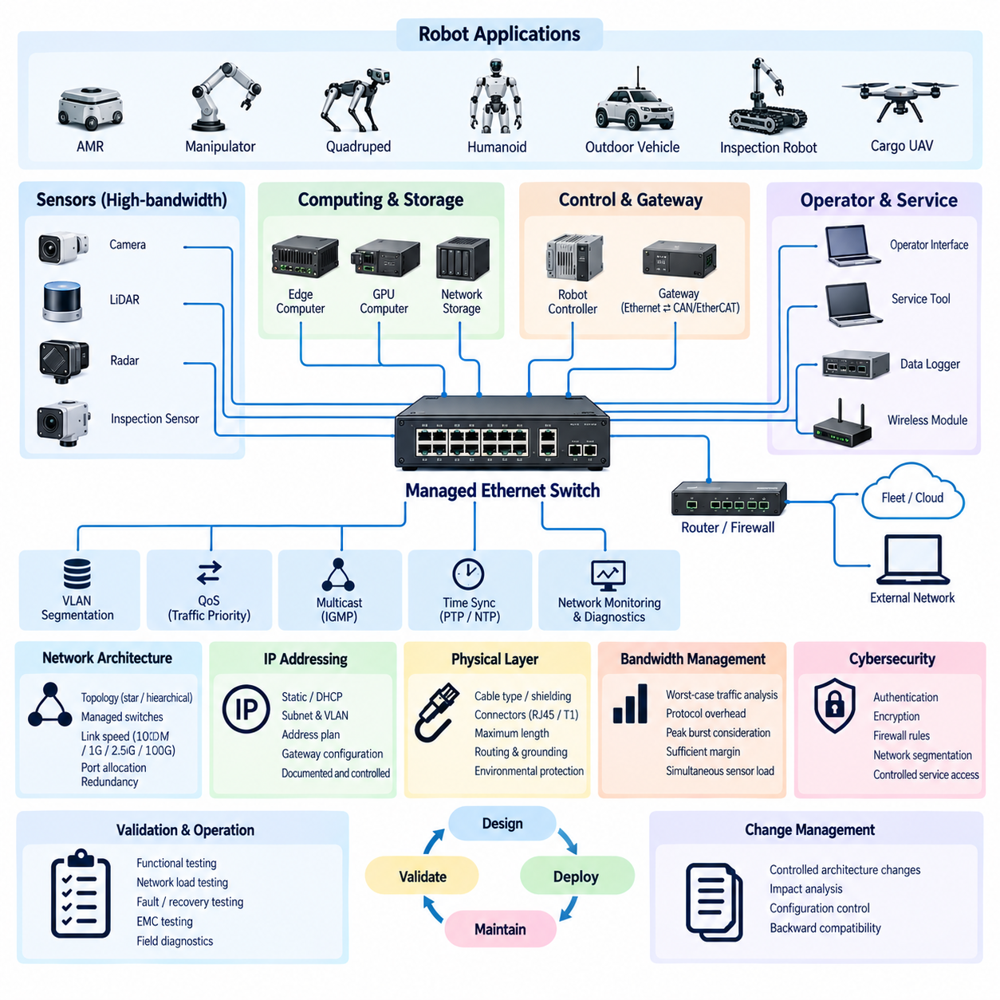 Robot Applications
AMR
Manipulator
Quadruped
Humanoid
Outdoor Vehicle
Inspection Robot
Cargo UAV
Sensors (High-bandwidth)
Camera
LiDAR
Radar
Inspection Sensor
Computing & Storage
Edge
Computer
GPU
Computer
Network
Storage
Control & Gateway
Robot
Controller
Gateway
(Ethernet ⇄ CAN/EtherCAT)
Operator & Service
Operator Interface
Service Tool
Data Logger
Wireless Module
Managed Ethernet Switch
Router / Firewall
Fleet / Cloud
External Network
VLAN
Segmentation
QoS
(Traffic Priority)
Multicast
(IGMP)
Time Sync
(PTP / NTP)
Network Monitoring
& Diagnostics
Network Architecture
Topology (star / hiearchical)
Managed switches
Link speed
/ 1G / / 100G)
Port allocation
Redundancy
IP Addressing
IP
Static / DHCP
Subnet & VLAN
Address plan
Gateway configuration
Documented and controlled
Physical Layer
Cable type / shielding
Connectors (RJ45 / T1)
Maximum length
Routing & grounding
Environmental protection
Bandwidth Management
Worst-case traffic analysis
Protocol overhead
Peak burst consideration
Sufficient margin
Simultaneous sensor load
Cybersecurity
Authentication
Encryption
Firewall rules
Network segmentation
Controlled service access
Validation & Operation
Functional testing
Network load testing
Fault / recovery testing
EMC testing
Field diagnostics
Design
Deploy
Maintain
Validate
Change Management
Controlled architecture changes
Impact analysis
Configuration control
Backward compatibility